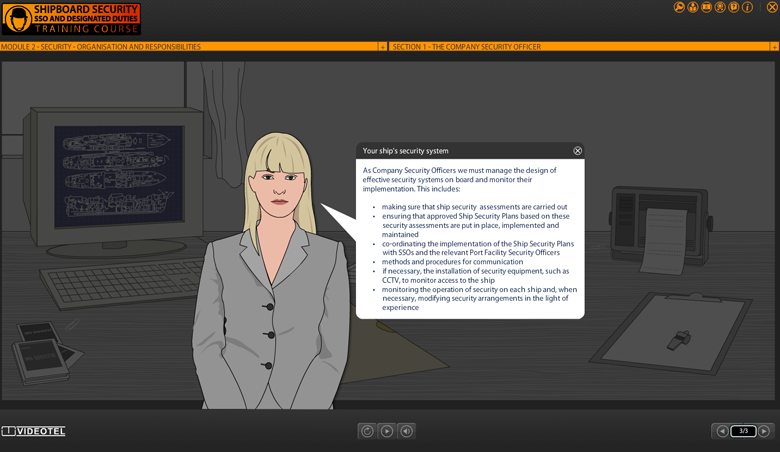 SHIPBOARD SECURITY
SSO AND DESIGNATED DUTIES
TRAINING COURSE
MODULE 2 - SECURITY - ORGANISATION AND RESPONSIBILITIES
+
SECTION 1 - THE COMPANY SECURITY OFFICER
+
Your ship's security system
As Company Security Officers we must manage the design of
effective security systems on board and monitor their
implementation. This includes:
• making sure that ship security assessments are carried out
• ensuring that approved Ship Security Plans based on these
security assessments are put in place, implemented and
maintained
• co-ordinating the implementation of the Ship Security Plans
with SSOs and the relevant Port Facility Security Officers
• methods and procedures for communication
• if necessary, the installation of security equipment, such as
CCTV, to monitor access to the ship
• monitoring the operation of security on each ship and, when
necessary, modifying security arrangements in the light of
experience
VIDEOTEL
3/3